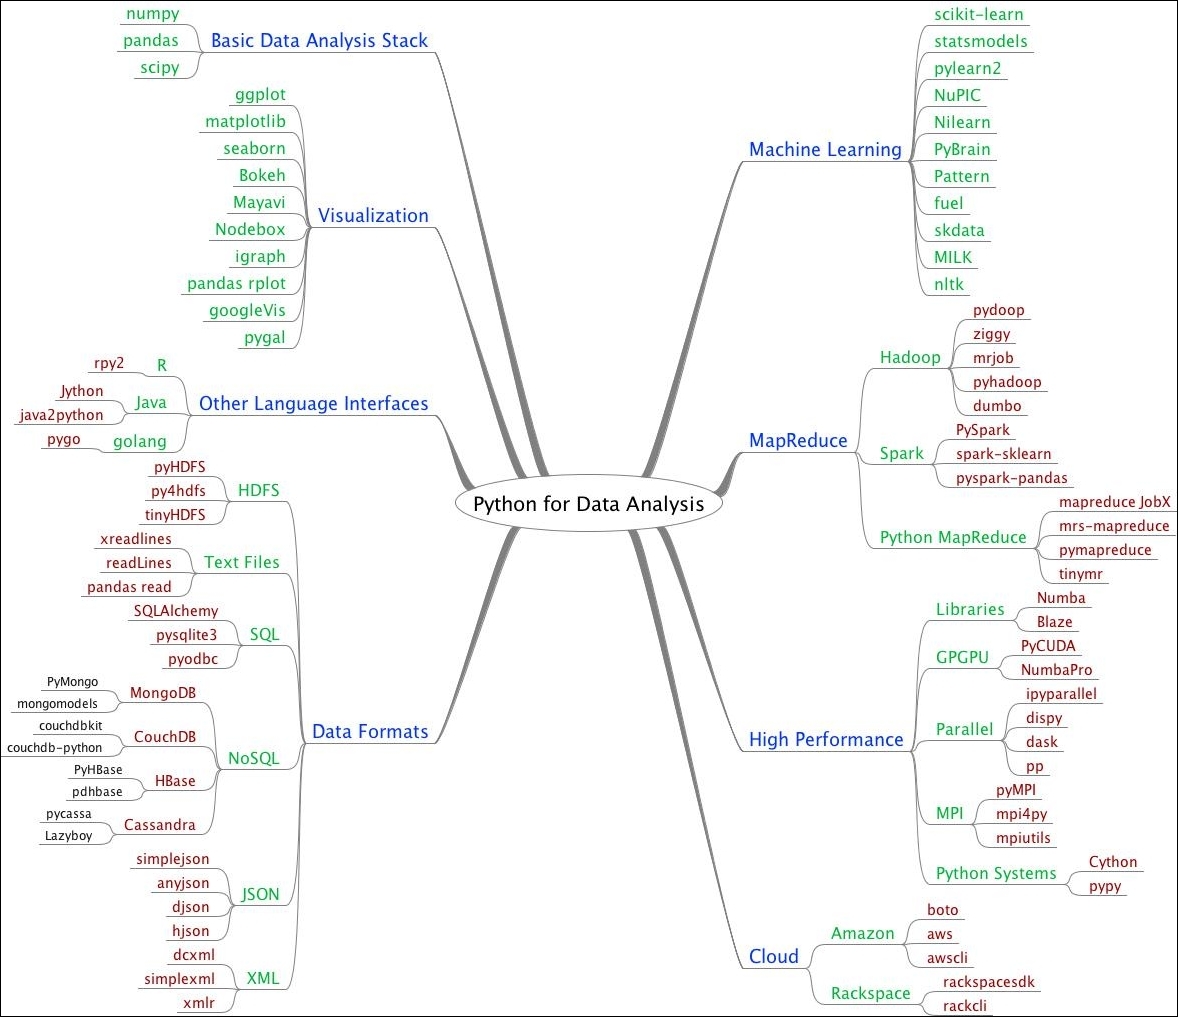 Python for Data Analysis
Basic Data Analysis Stack
numpy
pandas
scipy
Visualization
ggplot
matplotlib
seaborn
Bokeh
Mayavi
Nodebox
igraph
pandas rplot
googleVis
pygal
Other Language Interfaces
R
rpy2
Java
Jython
java2python
golang
pygo
Data Formats
HDFS
pyHDFS
py4hdfs
tinyHDFS
Text Files
xreadlines
readLines
pandas read
SQL
SQLAlchemy
pysqlite3
pyodbc
NoSQL
MongoDB
PyMongo
mongomodels
CouchDB
couchdbkit
couchdb-python
HBase
PyHBase
pdhbase
Cassandra
pycassa
Lazyboy
JSON
simplejson
anyjson
djson
hjson
XML
dcxml
simplexml
xmlr
Machine Learning
scikit-learn
statsmodels
pylearn2
NuPIC
Nilearn
PyBrain
Pattern
fuel
skdata
MILK
nltk
MapReduce
Hadoop
pydoop
ziggy
mrjob
pyhadoop
dumbo
Spark
PySpark
spark-sklearn
pyspark-pandas
Python MapReduce
mapreduce JobX
mrs-mapreduce
pymapreduce
tinymr
High Performance
Libraries
Numba
Blaze
GPGPU
PyCUDA
NumbaPro
Parallel
ipyparallel
dispy
dask
pp
MPI
pyMPI
mpi4py
mpiutils
Python Systems
Cython
pypy
Cloud
Amazon
boto
aws
awscli
Rackspace
rackspacesdk
rackcli